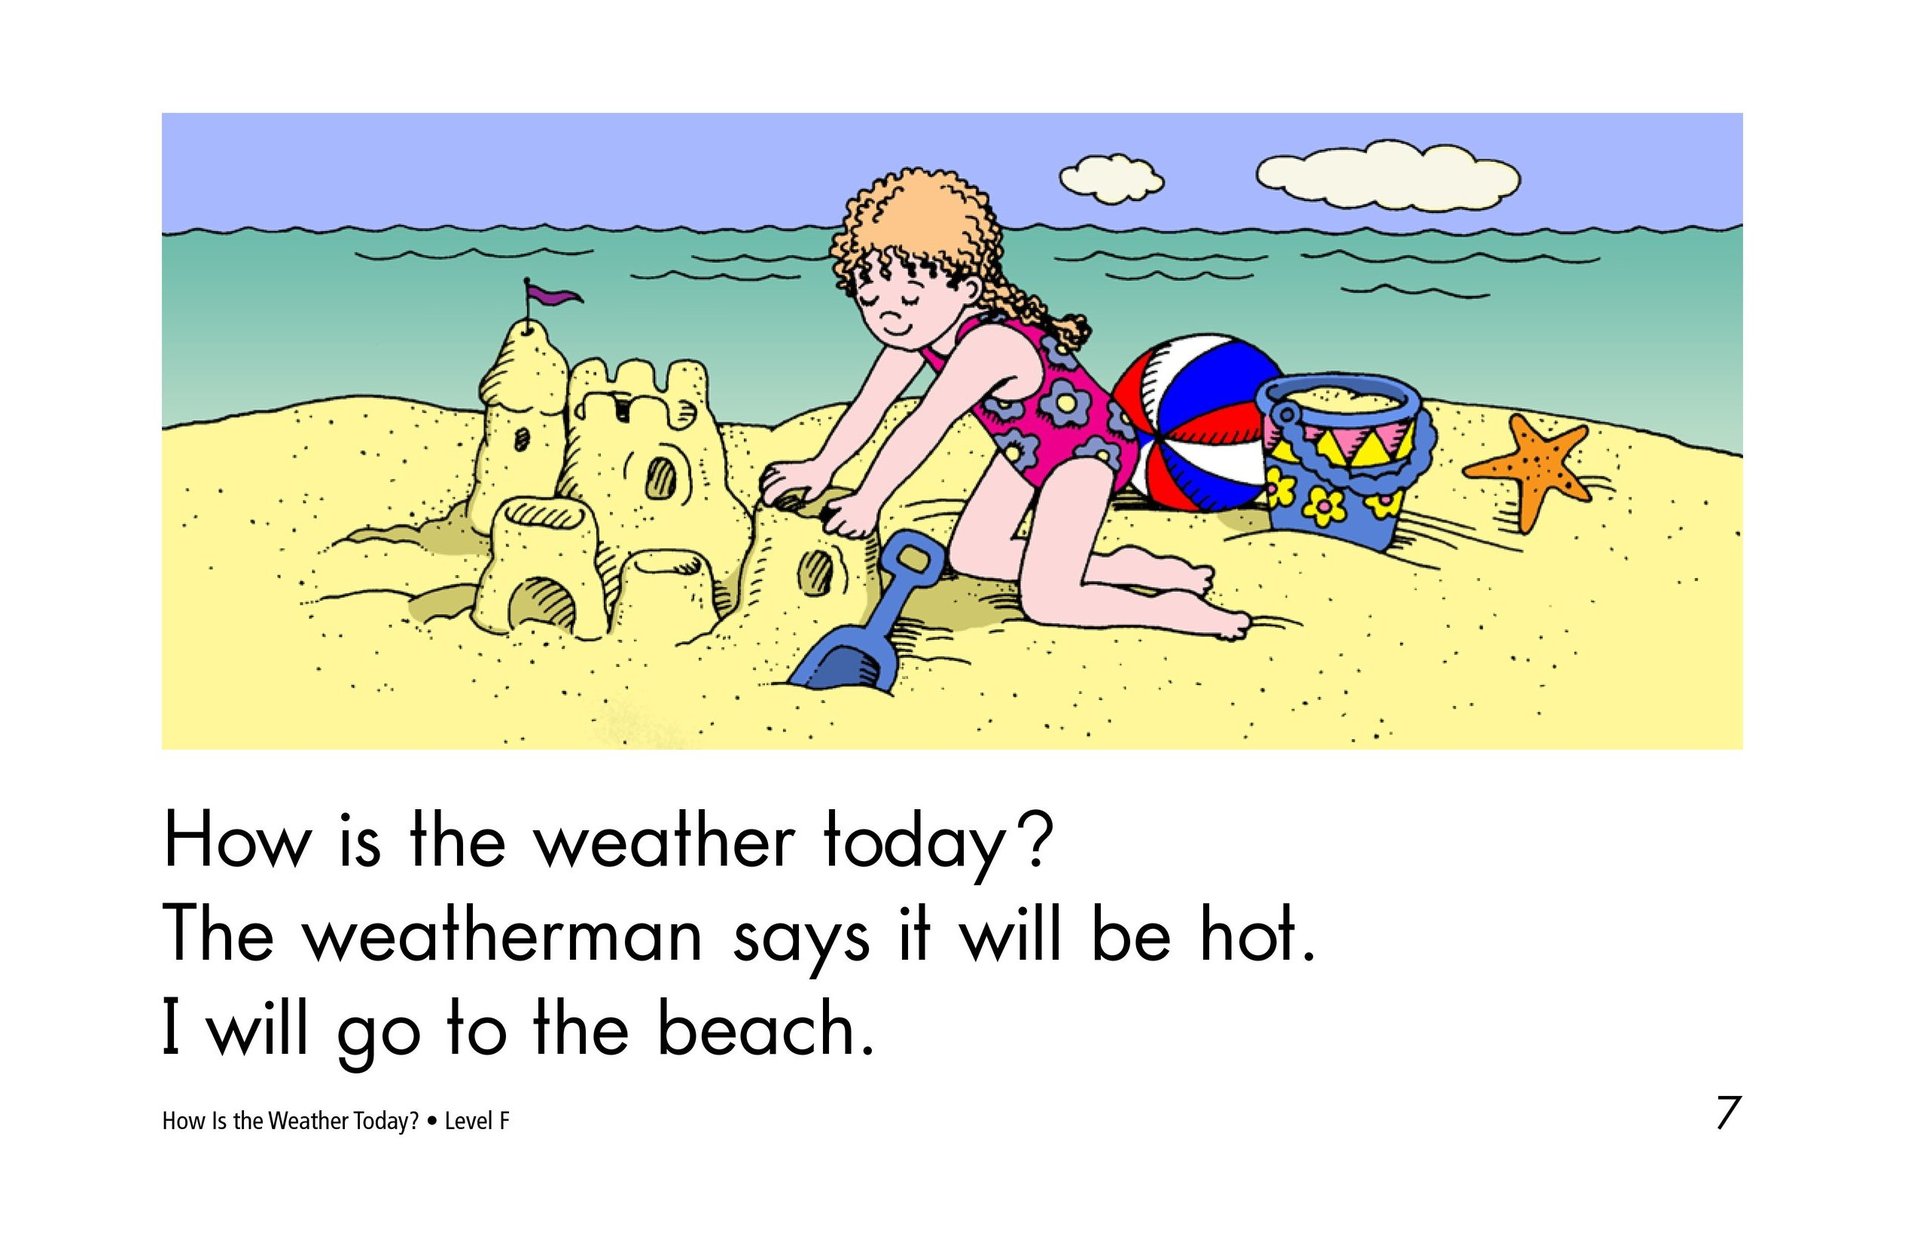 How is the weather today?
The weatherman says it will be hot.
I will go to the beach.
How Is the Weather Today? • Level F
7